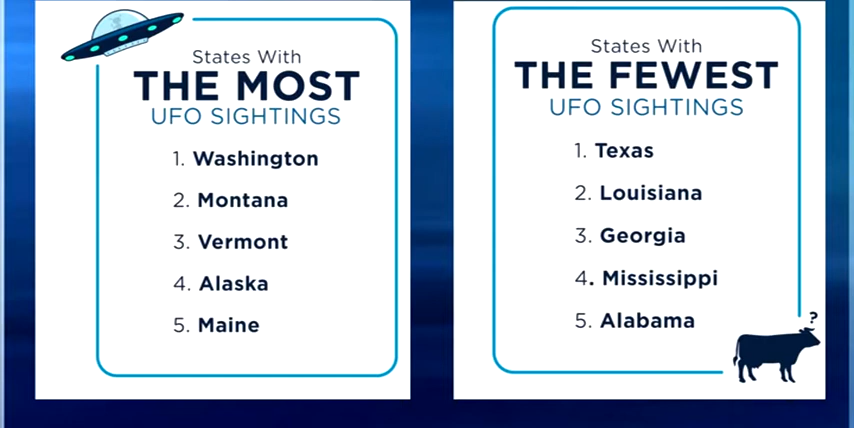 States With
THE MOST
UFO SIGHTINGS
1. Washington
2. Montana
3. Vermont
4. Alaska
5. Maine
States With
THE FEWEST
UFO SIGHTINGS
1. Texas
2. Louisiana
3. Georgia
4. Mississippi
5. Alabama
?